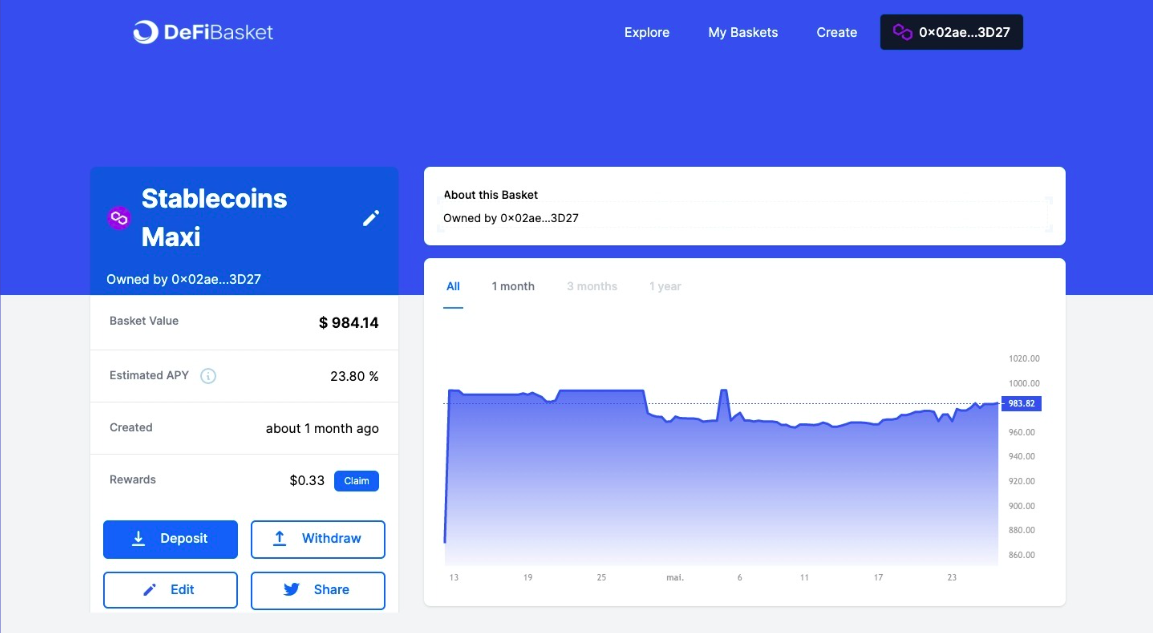 DeFiBasket
Explore
My Baskets
Create
0×02ae...3D27
Stablecoins
Maxi
Owned by 0×02ae...3D27
Basket Value
$ 984.14
Estimated APY
23.80 %
Created
about 1 month ago
Rewards
$0.33
Claim
Deposit
Withdraw
Edit
Share
About this Basket
Owned by 0×02ae...3D27
All
1 month
3 months
1 year
1020.00
1000.00
983.82
960.00
940.00
920.00
900.00
880.00
860.00
13
19
25
mai.
6
11
17
23